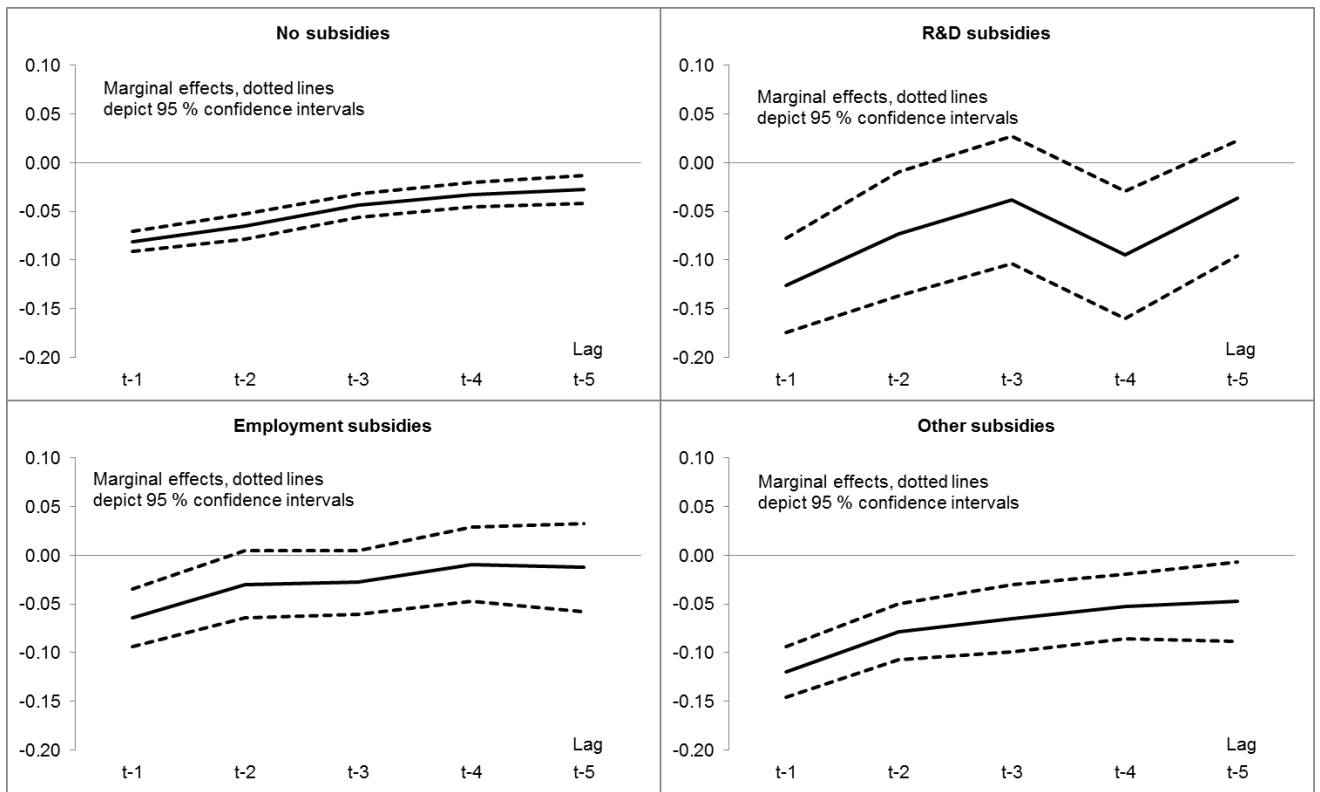 No subsidies
0.10
Marginal effects, dotted lines
depict 95 % confidence intervals
0.05
0.00
-0.05
-0.10
-0.15
-0.20
Lag
t-1 t-2 t-3 t-4 t-5
R&D subsidies
0.10
Marginal effects, dotted lines
depict 95 % confidence intervals
0.05
0.00
-0.05
-0.10
-0.15
-0.20
Lag
t-1 t-2 t-3 t-4 t-5
Employment subsidies
0.10
Marginal effects, dotted lines
depict 95 % confidence intervals
0.05
0.00
-0.05
-0.10
-0.15
-0.20
Lag
t-1 t-2 t-3 t-4 t-5
Other subsidies
0.10
Marginal effects, dotted lines
depict 95 % confidence intervals
0.05
0.00
-0.05
-0.10
-0.15
-0.20
Lag
t-1 t-2 t-3 t-4 t-5